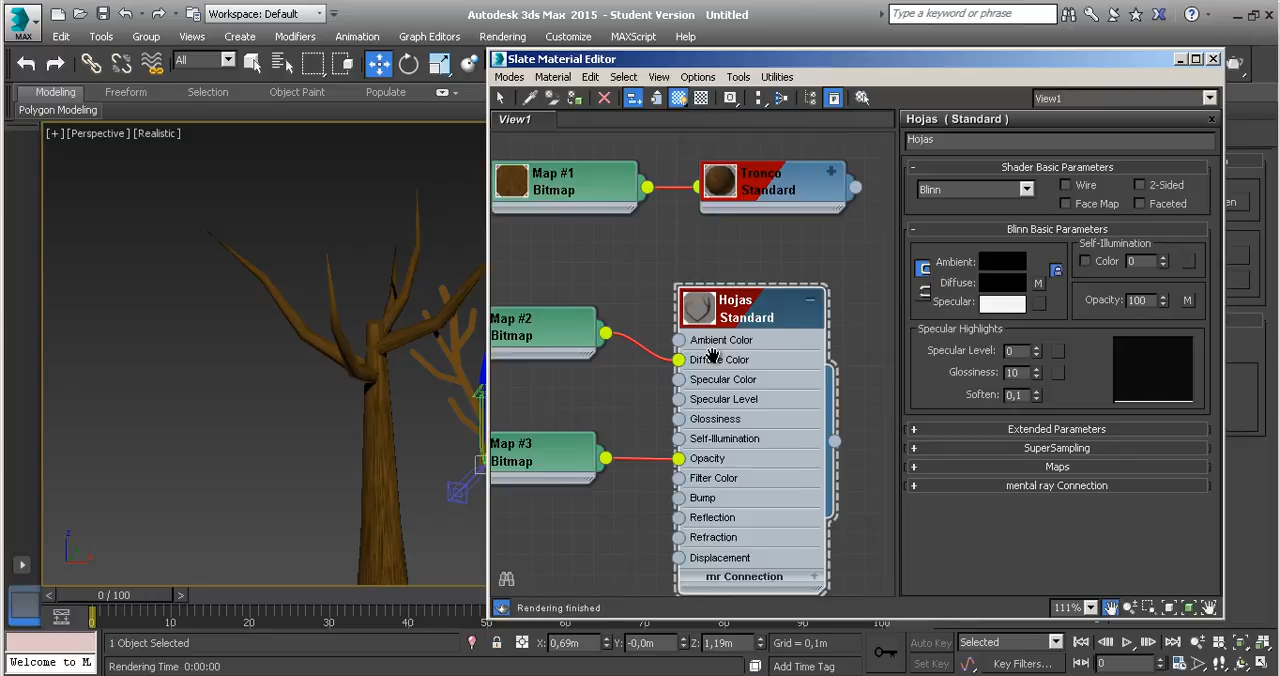 Workspace: Default
Autodesk 3ds Max 2015 - Student Version Untitled
Type a keyword or phrase
MAX
Edit Tools Group Views Create Modifiers Animation Graph Editors Rendering Customize MAXScript Help
All
Modeling Freeform Selection Object Paint Populate
Polygon Modeling
[+] [Perspective] [Realistic]
Slate Material Editor
Modes Material Edit Select View Options Tools Utilities
View1
View1
Map #1
Bitmap
Tronco
Standard
Map #2
Bitmap
Map #3
Bitmap
Hojas
Standard
Ambient Color
Diffuse Color
Specular Color
Specular Level
Glossiness
Self-Illumination
Opacity
Filter Color
Bump
Reflection
Refraction
Displacement
mr Connection +
Hojas ( Standard )
Hojas
- Shader Basic Parameters
Blinn
Wire 2-Sided
Face Map Faceted
- Blinn Basic Parameters
Self-Illumination
Ambient:
Color 0
Diffuse: M
Specular:
Opacity: 100 M
Specular Highlights
Specular Level: 0
Glossiness: 10
Soften: 0,1
+ Extended Parameters
+ SuperSampling
+ Maps
+ mental ray Connection
z
Rendering finished
111%
< 0 / 100 >
0 10 20 30 40 50 60 70 80 90 100
1 Object Selected
X: 0,69m Y: -0,0m Z: 1,19m Grid = 0,1m
Auto Key Selected
Welcome to M
Rendering Time 0:00:00
Add Time Tag
Set Key Key Filters... 0